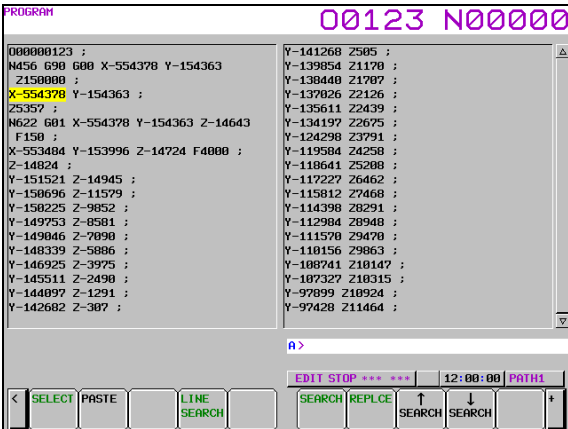 PROGRAM
O0123 N00000
O00000123 ;
N456 G90 G00 X-554378 Y-154363
Z150000 ;
X-554378 Y-154363 ;
Z5357 ;
N622 G01 X-554378 Y-154363 Z-14643
F150 ;
X-553484 Y-153996 Z-14724 F4000 ;
Z-14824 ;
Y-151521 Z-14945 ;
Y-150696 Z-11579 ;
Y-150225 Z-9852 ;
Y-149753 Z-8581 ;
Y-149046 Z-7090 ;
Y-148339 Z-5886 ;
Y-146925 Z-3975 ;
Y-145511 Z-2490 ;
Y-144097 Z-1291 ;
Y-142682 Z-307 ;
Y-141268 Z505 ;
Y-139854 Z1170 ;
Y-138440 Z1707 ;
Y-137026 Z2126 ;
Y-135611 Z2439 ;
Y-134197 Z2675 ;
Y-124298 Z3791 ;
Y-119584 Z4258 ;
Y-118641 Z5208 ;
Y-117227 Z6462 ;
Y-115812 Z7468 ;
Y-114398 Z8291 ;
Y-112984 Z8948 ;
Y-111570 Z9470 ;
Y-110156 Z9863 ;
Y-108741 Z10147 ;
Y-107327 Z10315 ;
Y-97899 Z10924 ;
Y-97428 Z11464 ;
A>
EDIT STOP *** *** 12:00:00 PATH1
< SELECT PASTE LINE SEARCH SEARCH REPLCE ↑ SEARCH ↓ SEARCH +